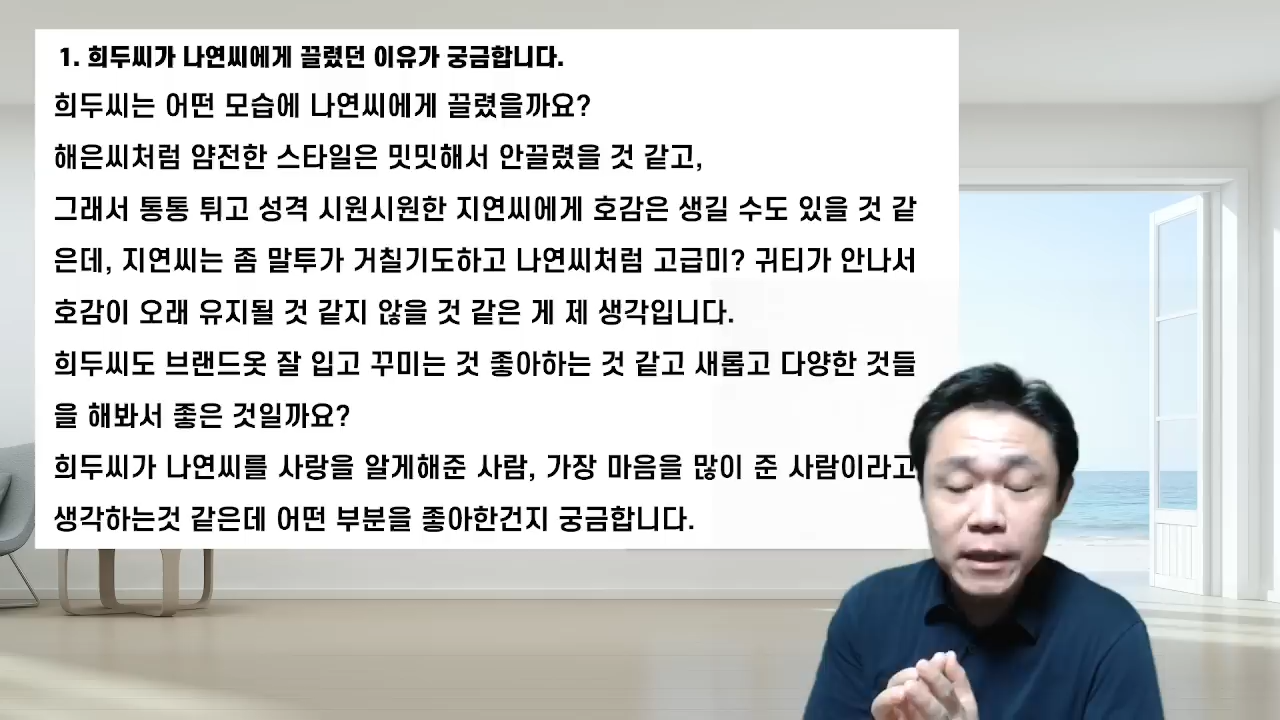 1. 희두씨가 나연씨에게 끌렸던 이유가 궁금합니다.
희두씨는 어떤 모습에 나연씨에게 끌렸을까요?
해은씨처럼 얌전한 스타일은 밋밋해서 안끌렸을 것 같고,
그래서 통통 튀고 성격 시원시원한 지연씨에게 호감은 생길 수도 있을 것 같
은데, 지연씨는 좀 말투가 거칠기도하고 나연씨처럼 고급미? 귀티가 안나서
호감이 오래 유지될 것 같지 않을 것 같은 게 제 생각입니다.
희두씨도 브랜드옷 잘 입고 꾸미는 것 좋아하는 것 같고 새롭고 다양한 것들
을 해봐서 좋은 것일까요?
희두씨가 나연씨를 사랑을 알게해준 사람, 가장 마음을 많이 준 사람이라고
생각하는것 같은데 어떤 부분을 좋아한건지 궁금합니다.